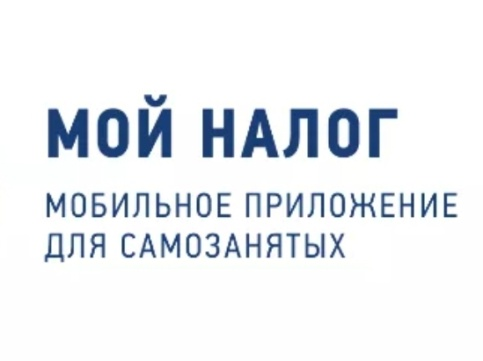 МОЙ НАЛОГ
МОБИЛЬНОЕ ПРИЛОЖЕНИЕ
ДЛЯ САМОЗАНЯТЫХ